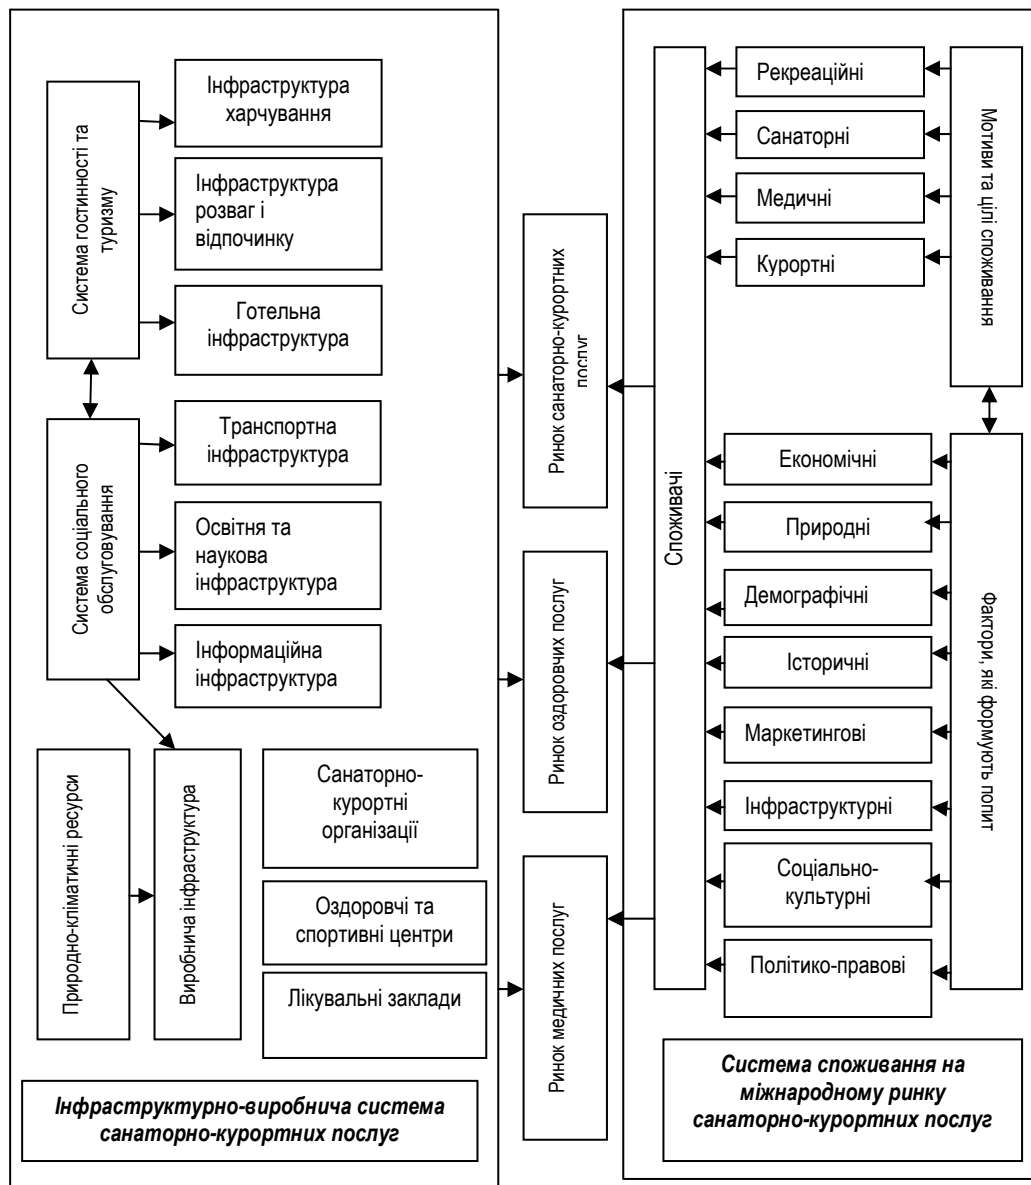 Система гостинності та
туризму
Інфраструктура
харчування
Інфраструктура
розваг і
відпочинку
Готельна
інфраструктура
Система соціального
обслуговування
Транспортна
інфраструктура
Освітня та
наукова
інфраструктура
Інформаційна
інфраструктура
Природно-кліматичні ресурси
Виробнича інфраструктура
Санаторно-
курортні
організації
Оздоровчі та
спортивні центри
Лікувальні заклади
Інфраструктурно-виробнича система
санаторно-курортних послуг
Ринок санаторно-курортних
послуг
Ринок оздоровчих послуг
Ринок медичних послуг
Споживачі
Рекреаційні
Санаторні
Медичні
Курортні
Мотиви та цілі споживання
Економічні
Природні
Демографічні
Історичні
Маркетингові
Інфраструктурні
Соціально-
культурні
Політико-правові
Фактори, які формують попит
Система споживання на
міжнародному ринку
санаторно-курортних послуг